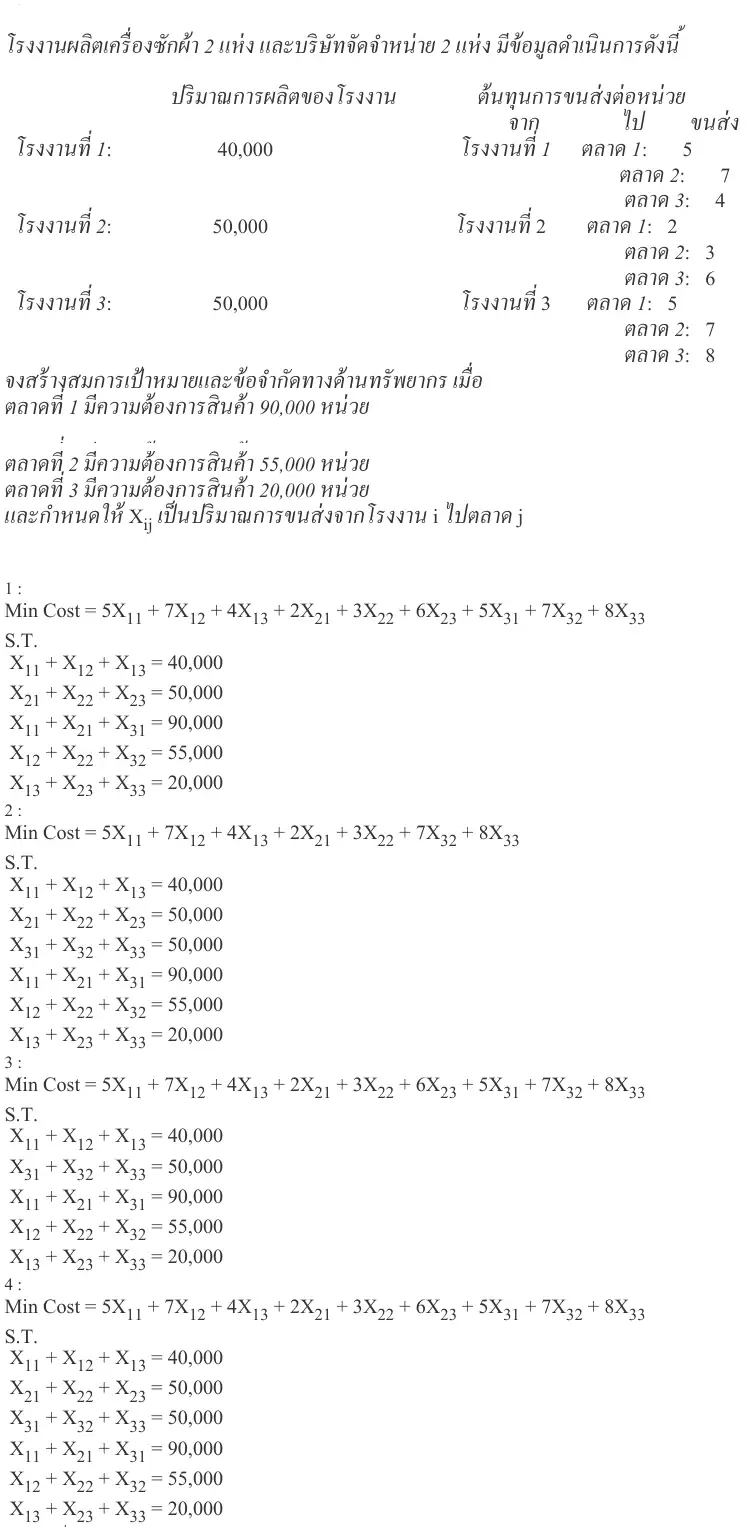 โรงงานผลิตเครื่องซักผ้า 2 แห่ง และบริษัทจัดจำหน่าย 2 แห่ง มีข้อมูลดำเนินการดังนี้
ปริมาณการผลิตของโรงงาน ต้นทุนการขนส่งต่อหน่วย
จาก ไป ขนส่ง
โรงงานที่ 1: 40,000 โรงงานที่ 1 ตลาด 1: 5
ตลาด 2: 7
ตลาด 3: 4
โรงงานที่ 2: 50,000 โรงงานที่ 2 ตลาด 1: 2
ตลาด 2: 3
ตลาด 3: 6
โรงงานที่ 3: 50,000 โรงงานที่ 3 ตลาด 1: 5
ตลาด 2: 7
ตลาด 3: 8
จงสร้างสมการเป้าหมายและข้อจำกัดทางด้านทรัพยากร เมื่อ
ตลาดที่ 1 มีความต้องการสินค้า 90,000 หน่วย
ตลาดที่ 2 มีความต้องการสินค้า 55,000 หน่วย
ตลาดที่ 3 มีความต้องการสินค้า 20,000 หน่วย
และกำหนดให้ Xij เป็นปริมาณการขนส่งจากโรงงาน i ไปตลาด j
1 :
Min Cost = 5X11 + 7X12 + 4X13 + 2X21 + 3X22 + 6X23 + 5X31 + 7X32 + 8X33
S.T.
X11 + X12 + X13 = 40,000
X21 + X22 + X23 = 50,000
X11 + X21 + X31 = 90,000
X12 + X22 + X32 = 55,000
X13 + X23 + X33 = 20,000
2 :
Min Cost = 5X11 + 7X12 + 4X13 + 2X21 + 3X22 + 7X32 + 8X33
S.T.
X11 + X12 + X13 = 40,000
X21 + X22 + X23 = 50,000
X31 + X32 + X33 = 50,000
X11 + X21 + X31 = 90,000
X12 + X22 + X32 = 55,000
X13 + X23 + X33 = 20,000
3 :
Min Cost = 5X11 + 7X12 + 4X13 + 2X21 + 3X22 + 6X23 + 5X31 + 7X32 + 8X33
S.T.
X11 + X12 + X13 = 40,000
X31 + X32 + X33 = 50,000
X11 + X21 + X31 = 90,000
X12 + X22 + X32 = 55,000
X13 + X23 + X33 = 20,000
4 :
Min Cost = 5X11 + 7X12 + 4X13 + 2X21 + 3X22 + 6X23 + 5X31 + 7X32 + 8X33
S.T.
X11 + X12 + X13 = 40,000
X21 + X22 + X23 = 50,000
X31 + X32 + X33 = 50,000
X11 + X21 + X31 = 90,000
X12 + X22 + X32 = 55,000
X13 + X23 + X33 = 20,000